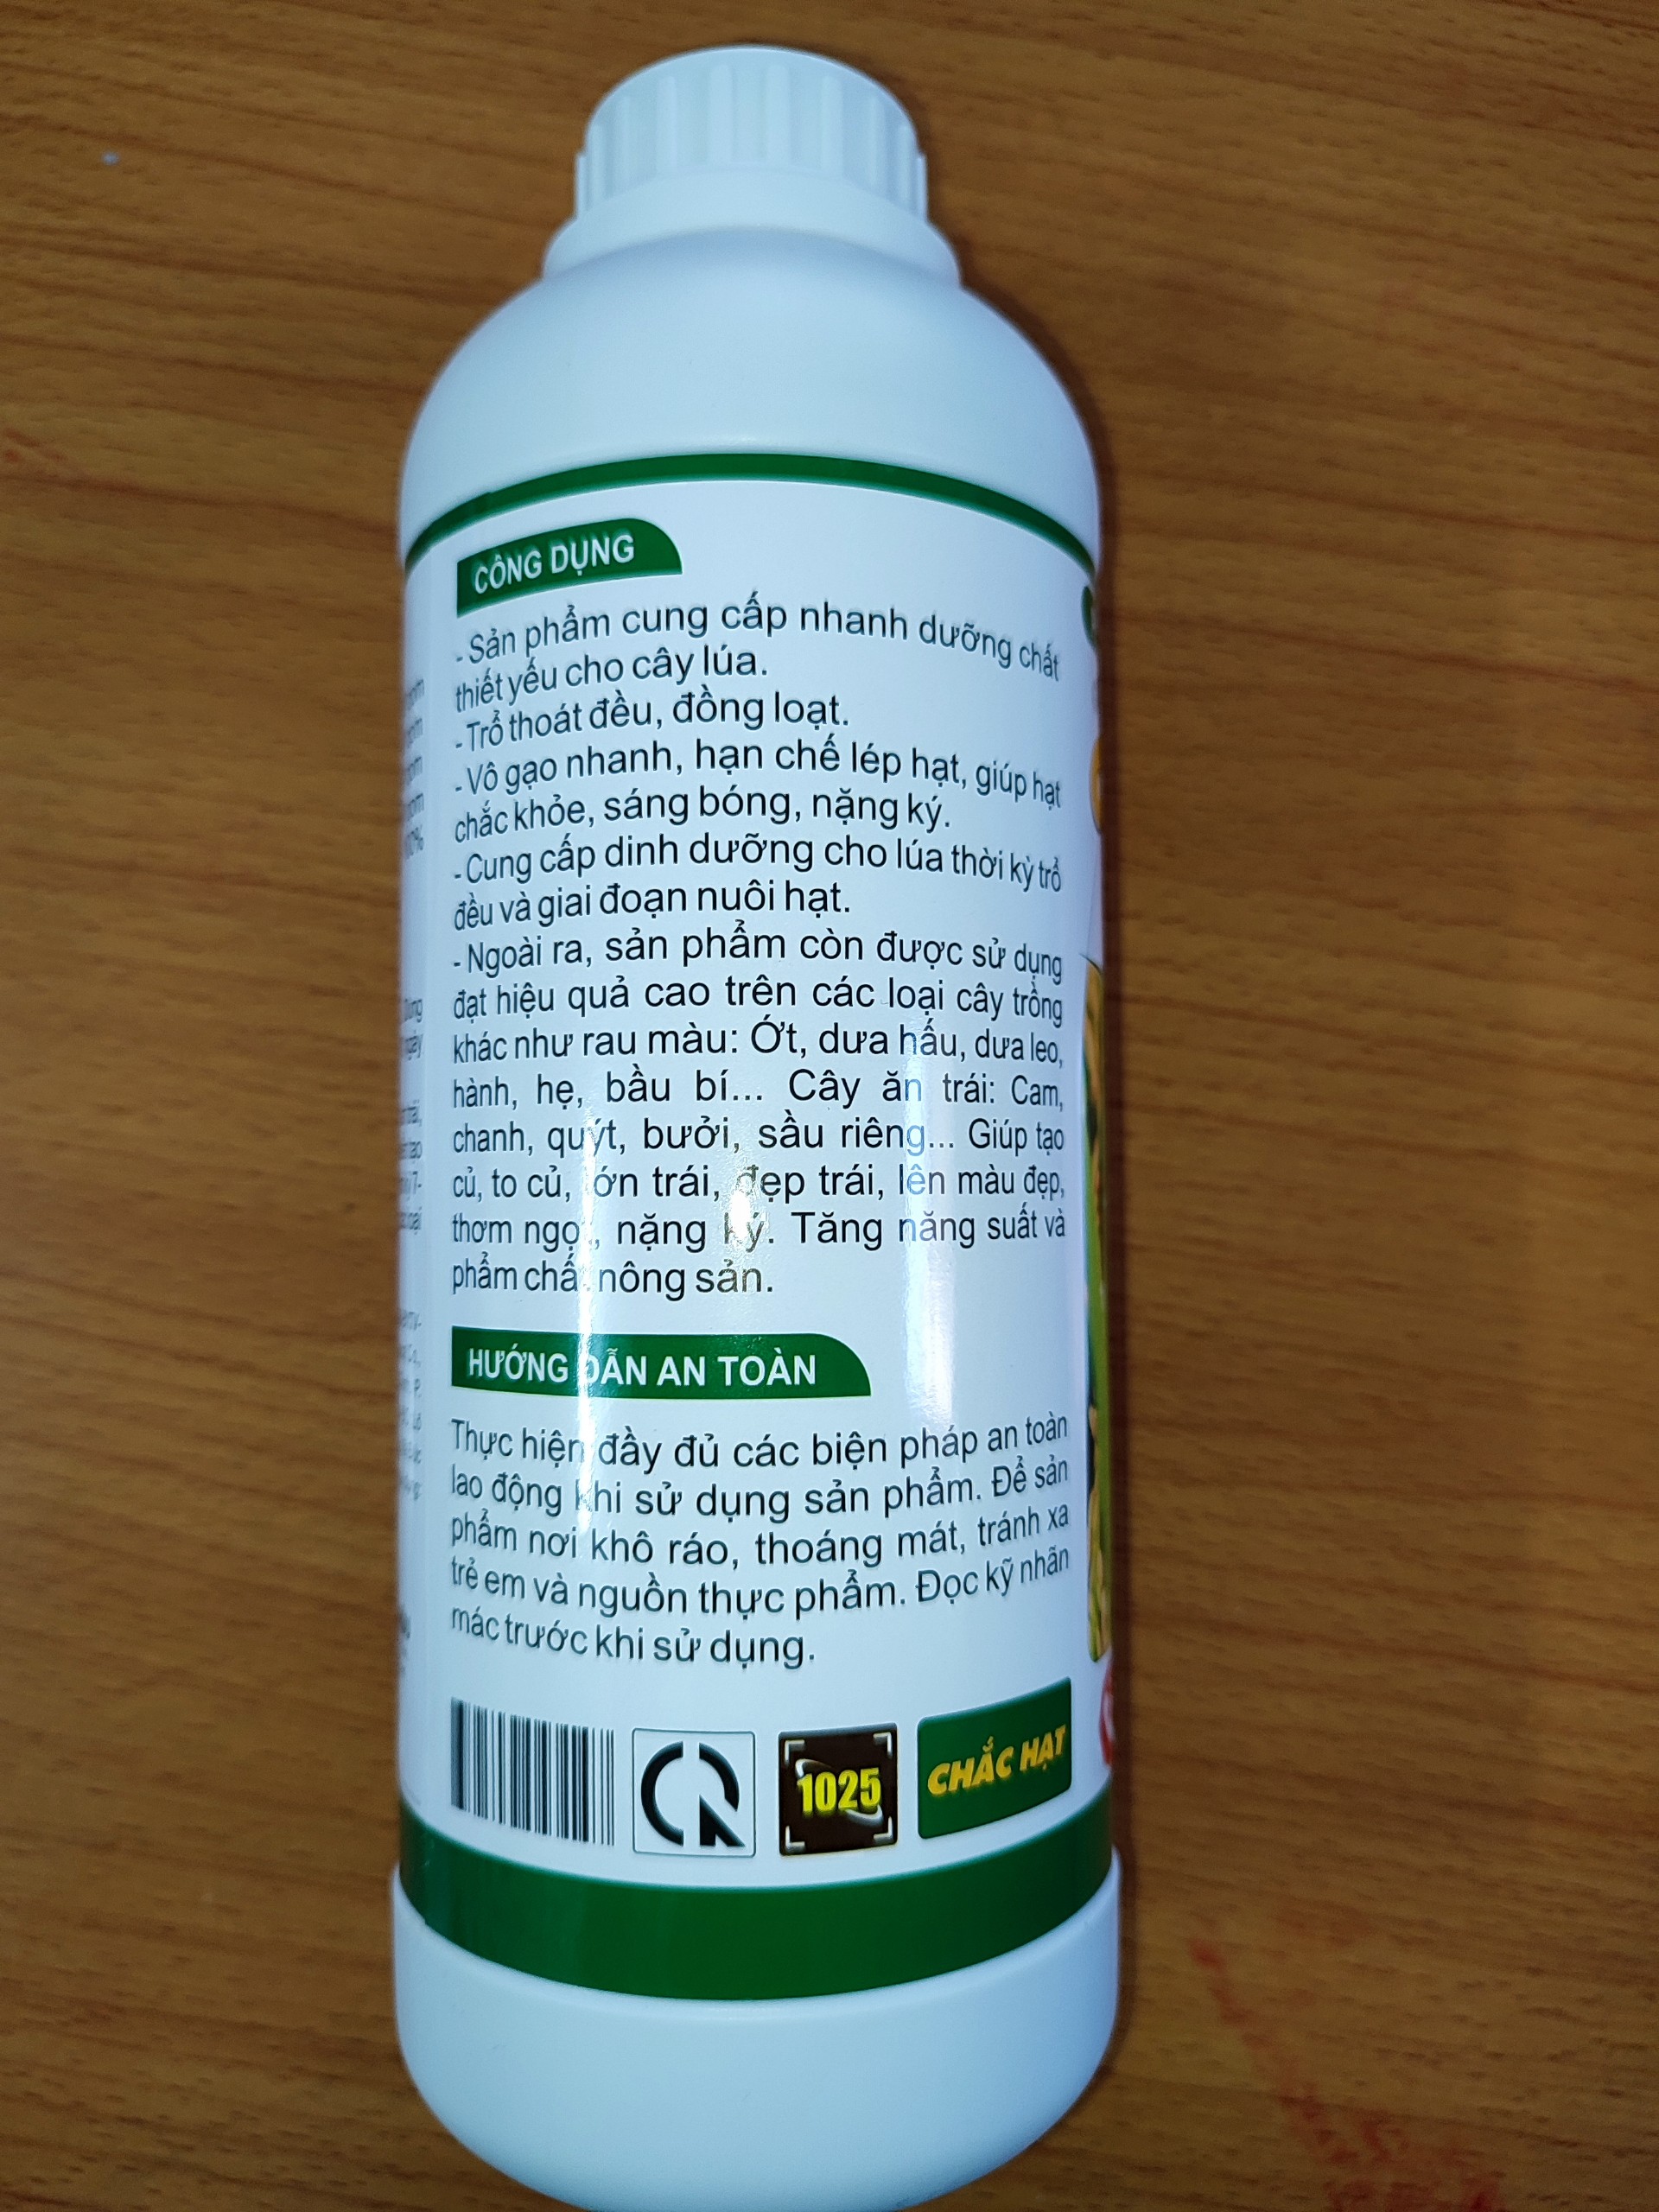 CÔNG DỤNG
- Sản phẩm cung cấp nhanh dưỡng chất
thiết yếu cho cây lúa.
- Trổ thoát đều, đồng loạt.
- Vô gạo nhanh, hạn chế lép hạt, giúp hạt
chắc khỏe, sáng bóng, nặng ký.
- Cung cấp dinh dưỡng cho lúa thời kỳ trổ
đều và giai đoạn nuôi hạt.
- Ngoài ra, sản phẩm còn được sử dụng
đạt hiệu quả cao trên các loại cây trồng
khác như rau màu: Ớt, dưa hấu, dưa leo,
hành, hẹ, bầu bí... Cây ăn trái: Cam,
chanh, quýt, bưởi, sầu riêng... Giúp tạo
củ, to củ, lớn trái, đẹp trái, lên màu đẹp,
thơm ngọt, nặng ký. Tăng năng suất và
phẩm chất nông sản.
HƯỚNG DẪN AN TOÀN
Thực hiện đầy đủ các biện pháp an toàn
lao động khi sử dụng sản phẩm. Để sản
phẩm nơi khô ráo, thoáng mát, tránh xa
trẻ em và nguồn thực phẩm. Đọc kỹ nhãn
mác trước khi sử dụng.
1025
CHẮC HẠT